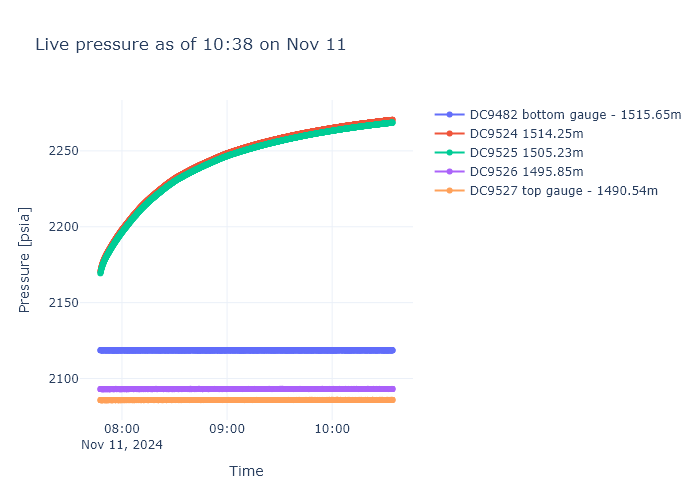 Live pressure as of 10:38 on Nov 11
DC9482 bottom gauge - 1515.65m
DC9524 1514.25m
DC9525 1505.23m
DC9526 1495.85m
DC9527 top gauge - 1490.54m
Pressure [psia]
2250
2200
2150
2100
08:00
09:00
10:00
Nov 11, 2024
Time